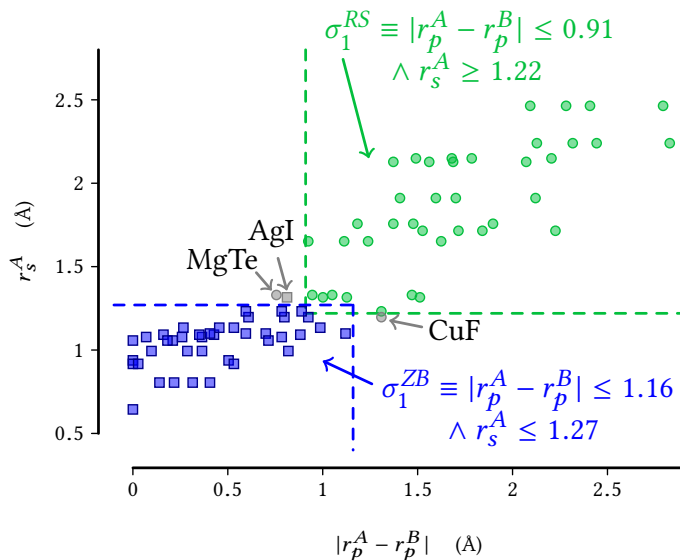 σ₁ᴿˢ ≡ |rₚᴬ − rₚᴮ| ≤ 0.91
∧ rₛᴬ ≥ 1.22
2.5
2
1.5
1
0.5
rₛᴬ (Å)
AgI
MgTe
CuF
σ₁ᶻᴮ ≡ |rₚᴬ − rₚᴮ| ≤ 1.16
∧ rₛᴬ ≤ 1.27
0 0.5 1 1.5 2 2.5
|rₚᴬ − rₚᴮ| (Å)